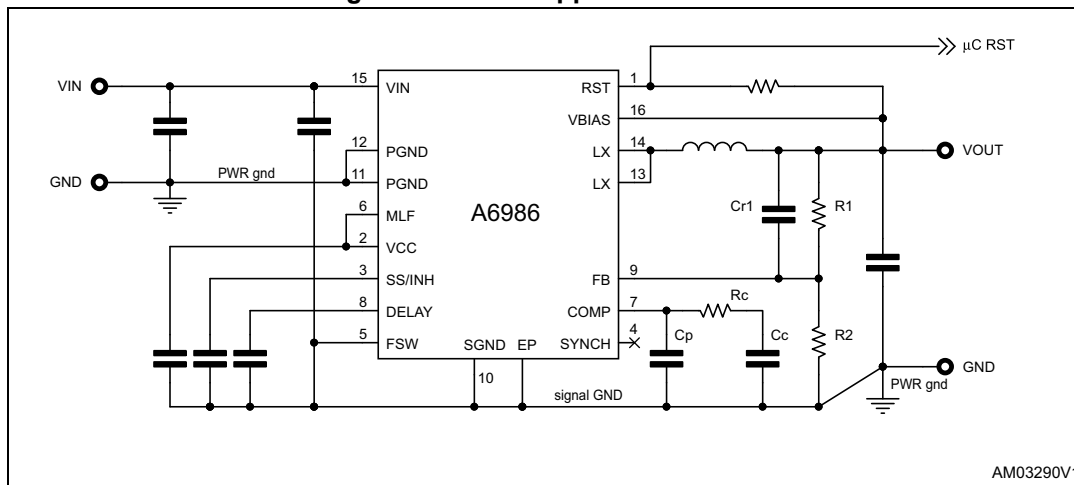 μC RST
VIN
15
VIN
RST
1
VBIAS
16
12
PGND
LX
14
VOUT
GND
PWR gnd
11
PGND
LX
13
6
MLF
A6986
Cr1
R1
2
VCC
3
SS/INH
FB
9
8
DELAY
COMP
7
Rc
5
FSW
SGND
EP
SYNCH
4
Cp
Cc
R2
10
GND
signal GND
PWR gnd